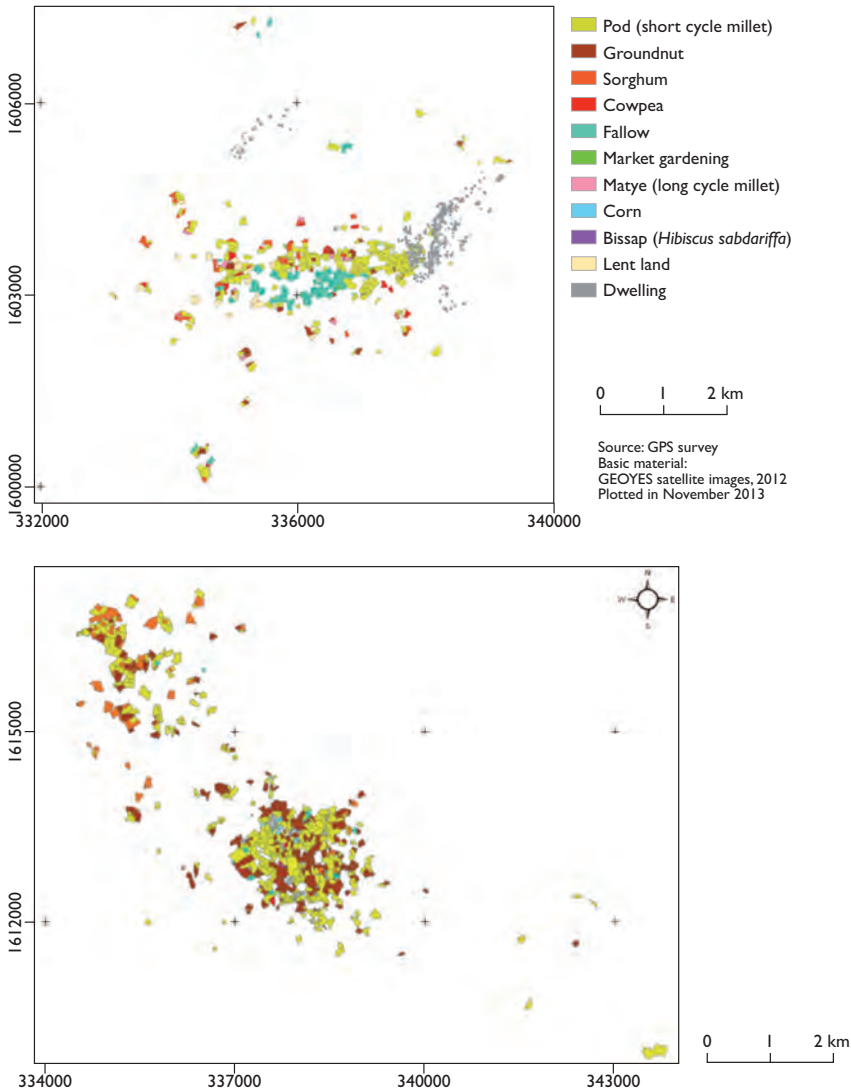 Pod (short cycle millet)
Groundnut
Sorghum
Cowpea
Fallow
Market gardening
Matye (long cycle millet)
Corn
Bissap (Hibiscus sabdariffa)
Lent land
Dwelling
0 1 2 km
Source: GPS survey
Basic material:
GEOYES satellite images, 2012
Plotted in November 2013
1606000
1603000
1600000
332000 336000 340000
N
W E
S
1615000
1612000
334000 337000 340000 343000
0 1 2 km